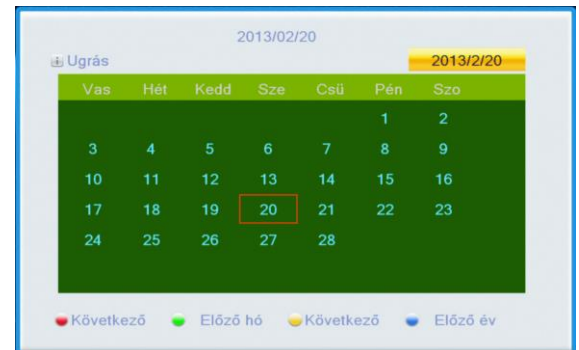 2013/02/20
Ugrás 2013/2/20
Vas Hét Kedd Sze Csü Pén Szo
1 2
3 4 5 6 7 8 9
10 11 12 13 14 15 16
17 18 19 20 21 22 23
24 25 26 27 28
Következő Előző hó Következő Előző év